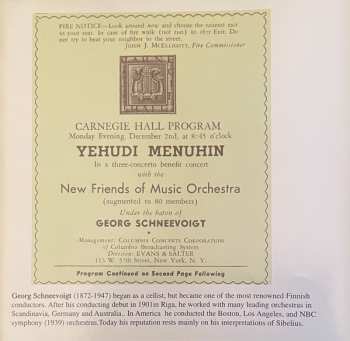 FIRE NOTICE—Look around now and choose the nearest exit
to your seat. In case of fire walk (not run) to that Exit. Do
not try to beat your neighbor to the street.
JOHN J. MCELLIGOTT, Fire Commissioner
CARNEGIE HALL PROGRAM
Monday Evening, December 2nd, at 8:45 o'clock
YEHUDI MENUHIN
In a three-concerto benefit concert
with the
New Friends of Music Orchestra
(augmented to 80 members)
Under the baton of
GEORG SCHNEEVOIGT
Management: COLUMBIA CONCERTS CORPORATION
of Columbia Broadcasting System
Division: EVANS & SALTER
113 W. 57th Street, New York, N. Y.
Program Continued on Second Page Following
Georg Schneevoigt (1872-1947) began as a cellist, but became one of the most renowned Finnish
conductors. After his conducting debut in 1901in Riga, he worked with many leading orchestras in
Scandinavia, Germany and Australia.. In America he conducted the Boston, Los Angeles, and NBC
symphony (1939) orchestras.Today his reputation rests mainly on his interpretations of Sibelius.